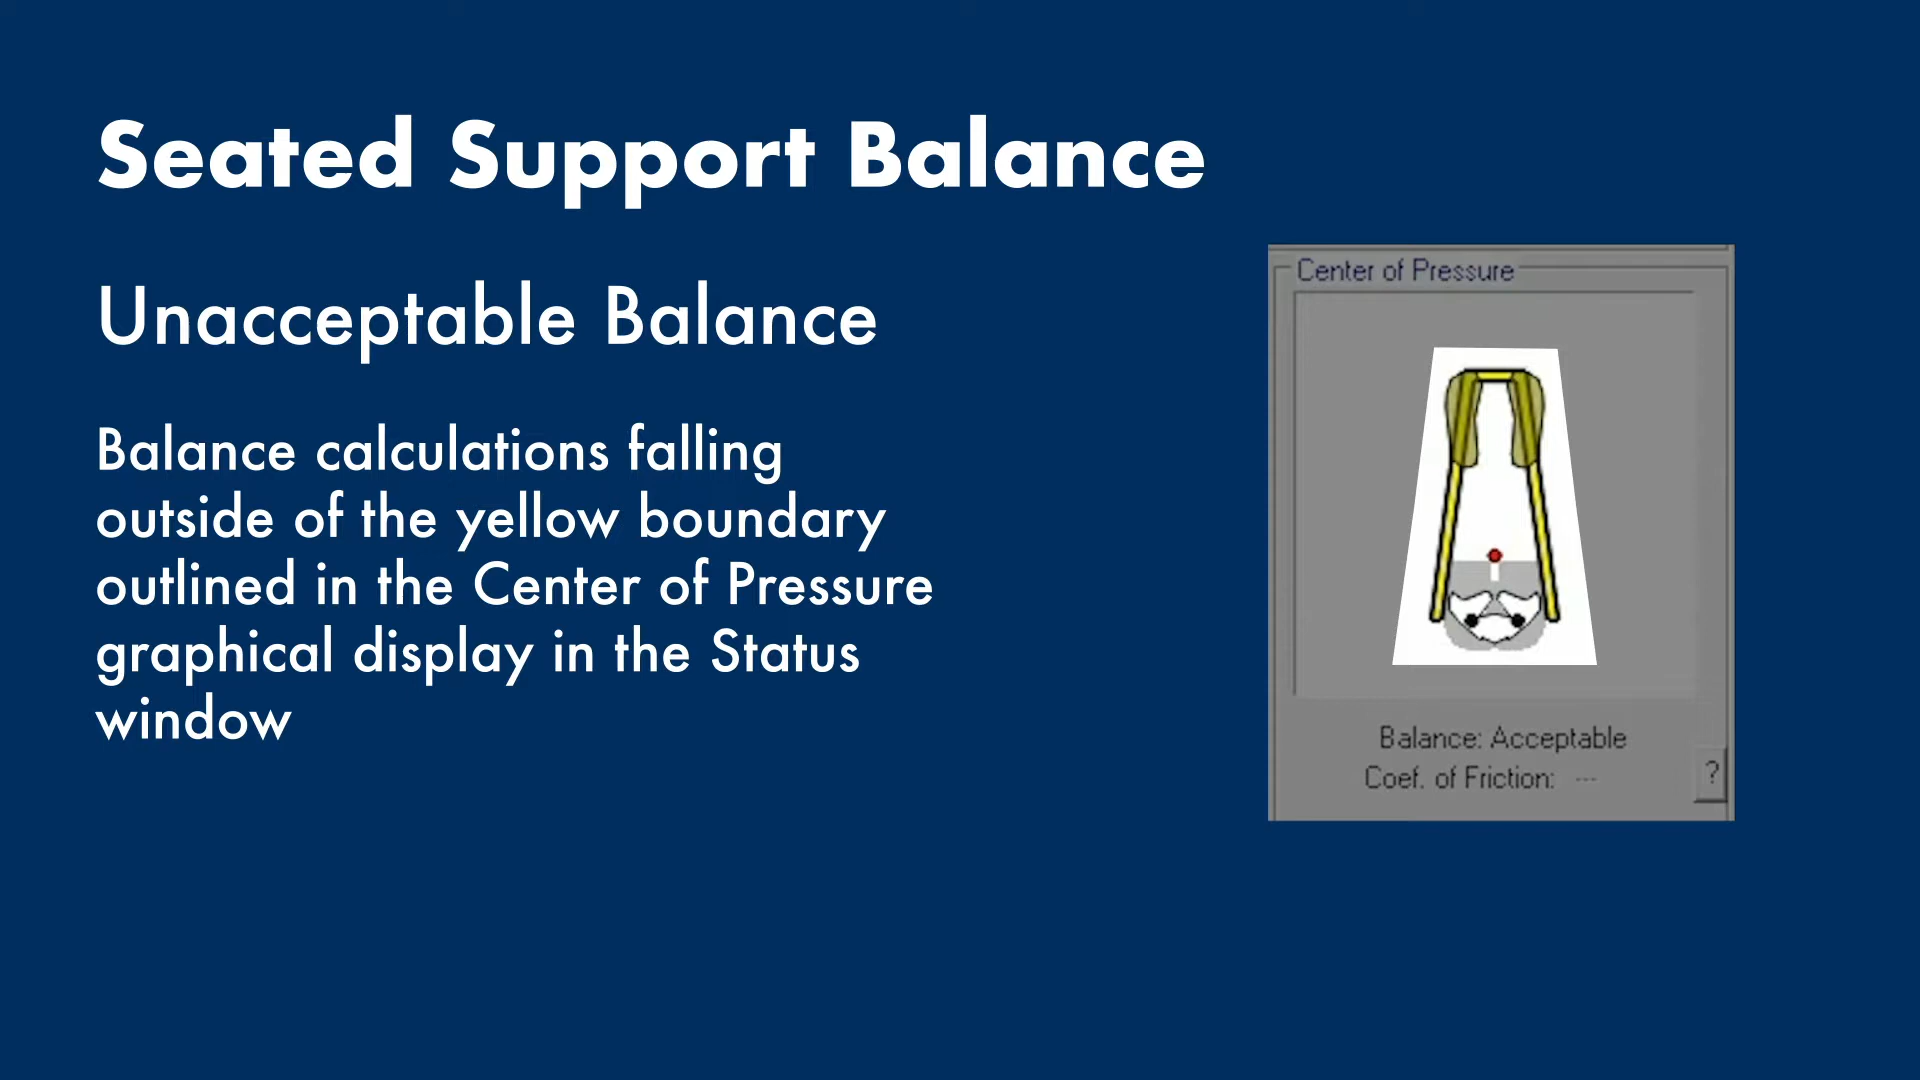 Seated Support Balance
Unacceptable Balance
Balance calculations falling
outside of the yellow boundary
outlined in the Center of Pressure
graphical display in the Status
window
Center of Pressure
Balance: Acceptable
Coef. of Friction: ---
?